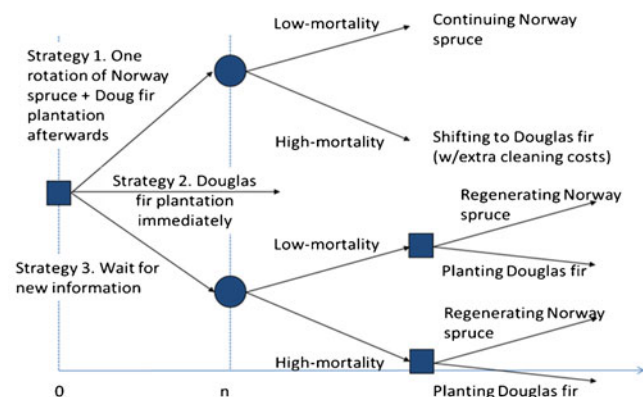 Low-mortality
Continuing Norway
spruce
Strategy 1. One
rotation of Norway
spruce + Doug fir
plantation
afterwards
High-mortality
Shifting to Douglas fir
(w/extra cleaning costs)
Strategy 2. Douglas
fir plantation
immediately
Regenerating Norway
spruce
Low-mortality
Strategy 3. Wait for
new information
Planting Douglas fir
Regenerating Norway
spruce
High-mortality
Planting Douglas fir
0
n